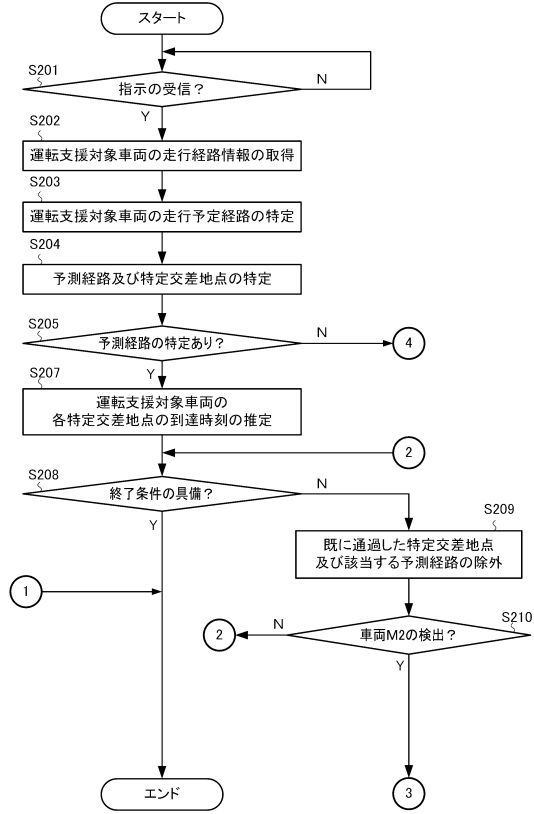 スタート
S201
指示の受信？
N
Y
S202
運転支援対象車両の走行経路情報の取得
S203
運転支援対象車両の走行予定経路の特定
S204
予測経路及び特定交差地点の特定
S205
予測経路の特定あり？
N
4
Y
S207
運転支援対象車両の
各特定交差地点の到達時刻の推定
2
S208
終了条件の具備？
N
Y
S209
既に通過した特定交差地点
及び該当する予測経路の除外
1
S210
車両M2の検出？
N
2
Y
エンド
3